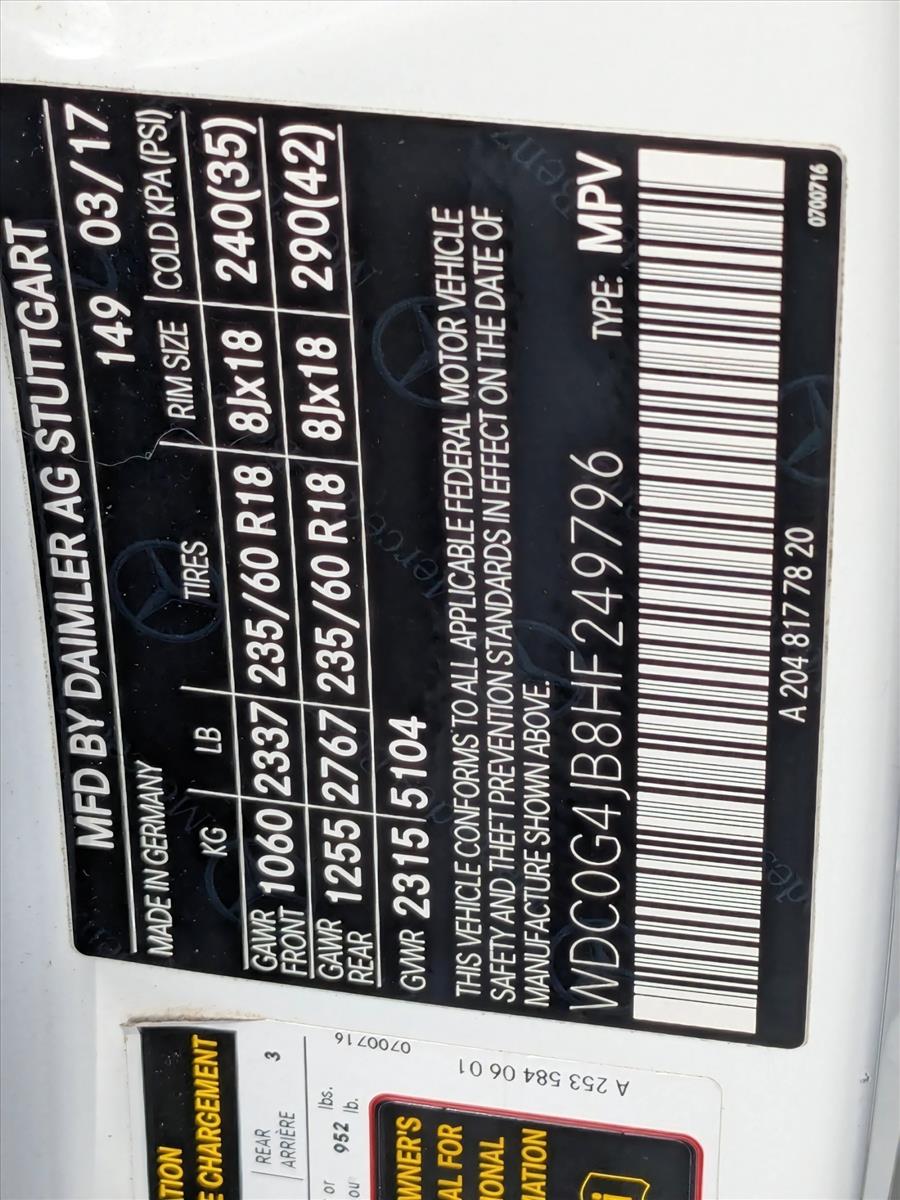 MFD BY DAIMLER AG STUTTGART
MADE IN GERMANY 149 03/17
KG LB TIRES RIM SIZE COLD KPA(PSI)
GAWR FRONT 1060 2337 235/60 R18 8Jx18 240(35)
GAWR REAR 1255 2767 235/60 R18 8Jx18 290(42)
GWR 2315 5104
THIS VEHICLE CONFORMS TO ALL APPLICABLE FEDERAL MOTOR VEHICLE
SAFETY AND THEFT PREVENTION STANDARDS IN EFFECT ON THE DATE OF
MANUFACTURE SHOWN ABOVE.
WDC0G4JB8HF249796 TYPE: MPV
A 204 817 78 20 0700716
CHARGEMENT
REAR 3
ARRIÈRE
or lbs.
ou 952 lb.
0700716
A 253 584 06 01